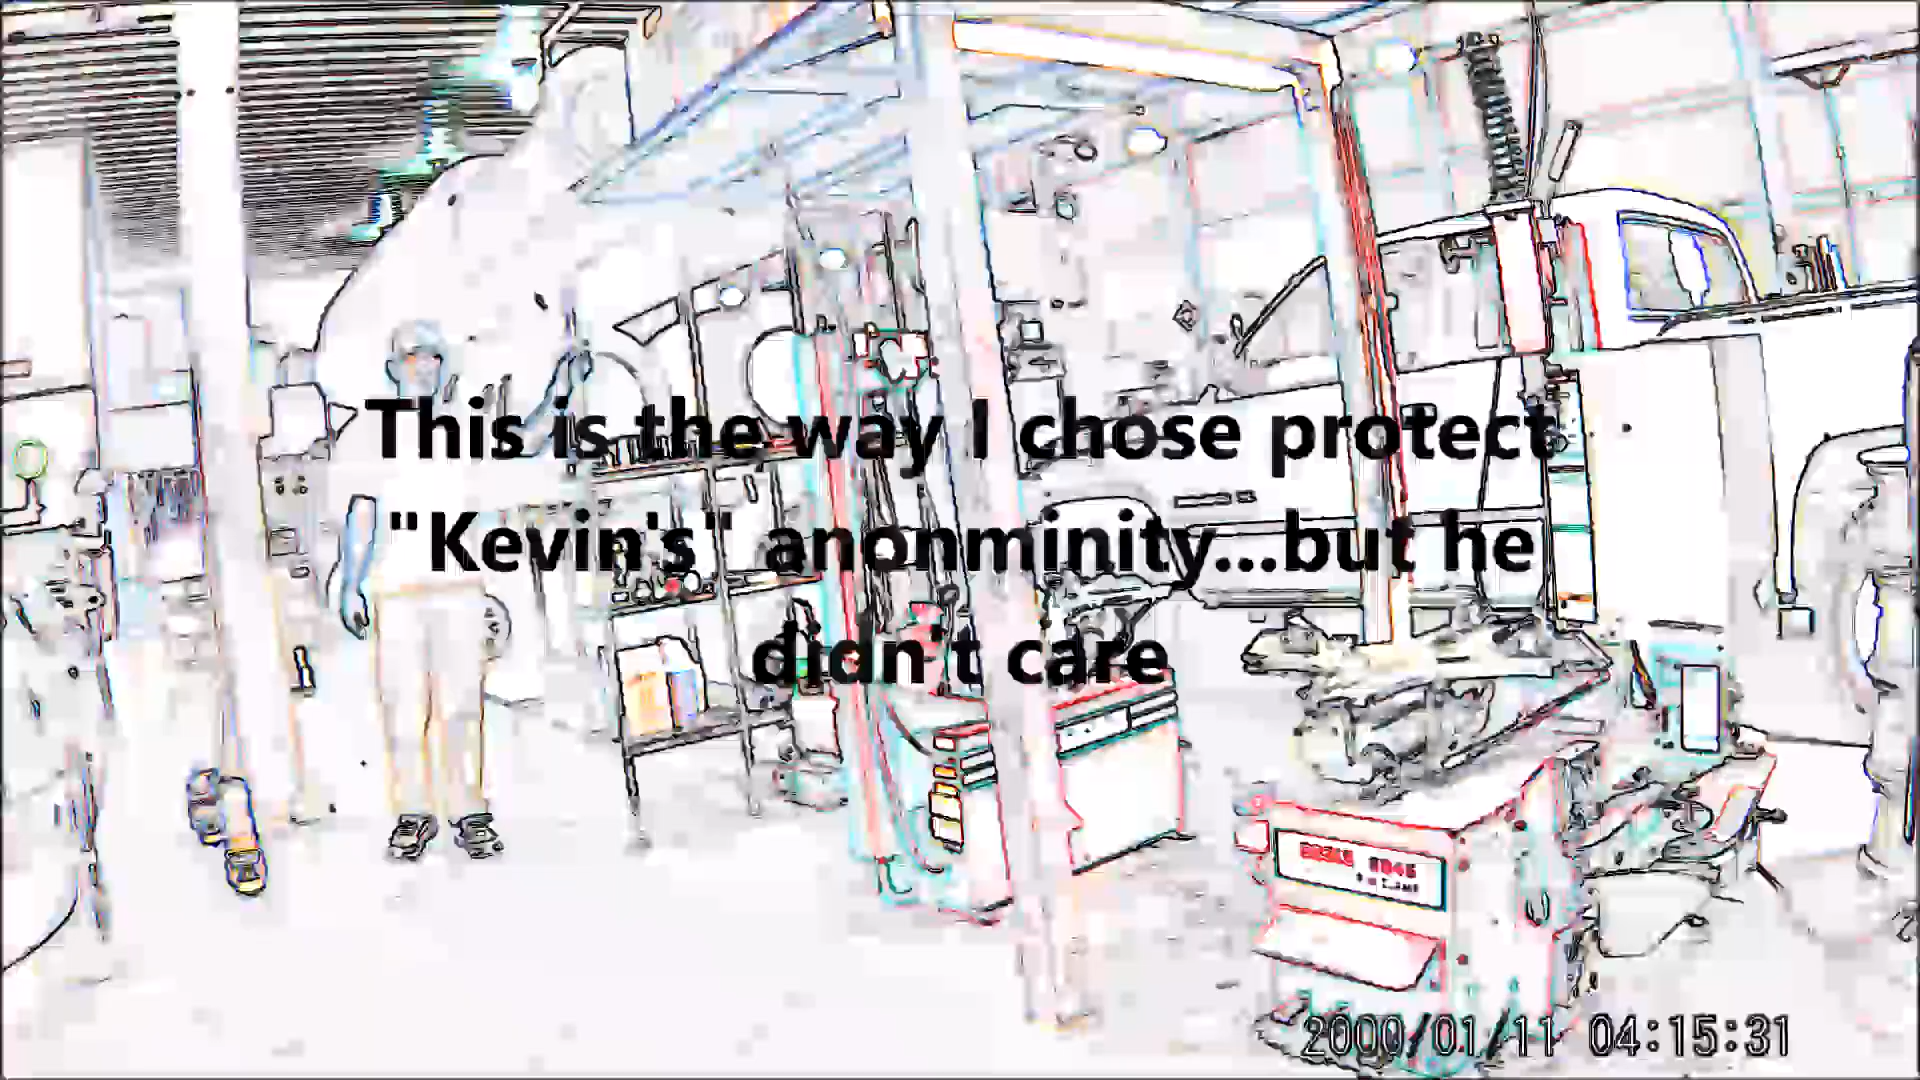 This is the way I chose protect
"Kevin's" anonminity...but he
didn't care
2000/01/11 04:15:31